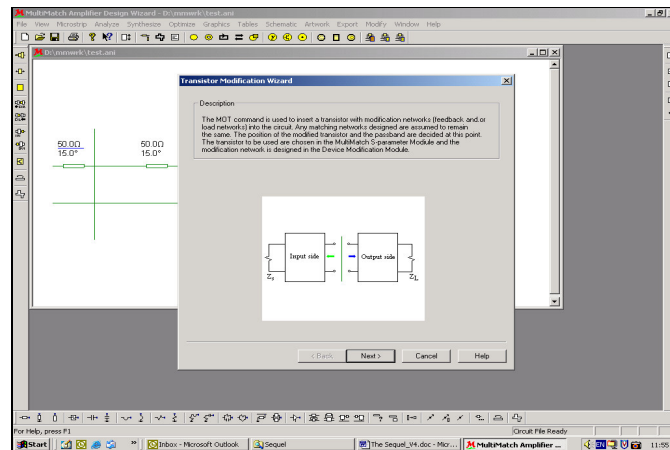 MultiMatch Amplifier Design Wizard - D:\mmwrk\test.ani
File View Microstrip Analyze Synthesize Optimize Graphics Tables Schematic Artwork Export Modify Window Help
D:\mmwrk\test.ani
50.0Ω 50.0Ω
15.0° 15.0°
Transistor Modification Wizard
Description
The MOT command is used to insert a transistor with modification networks (feedback and.or
load networks) into the circuit. Any matching networks designed are assumed to remain
the same. The position of the modified transistor and the passband are decided at this point.
The transistor to be used are chosen in the MultiMatch S-parameter Modiule and the
modification network is designed in the Device Modification Module.
Input side Output side
Zs ZL
< Back Next > Cancel Help
For Help, press F1 Circuit File Ready
Start Inbox - Microsoft Outlook Sequel The Sequel_V4.doc - Micr... MultiMatch Amplifier ... EN 11:55